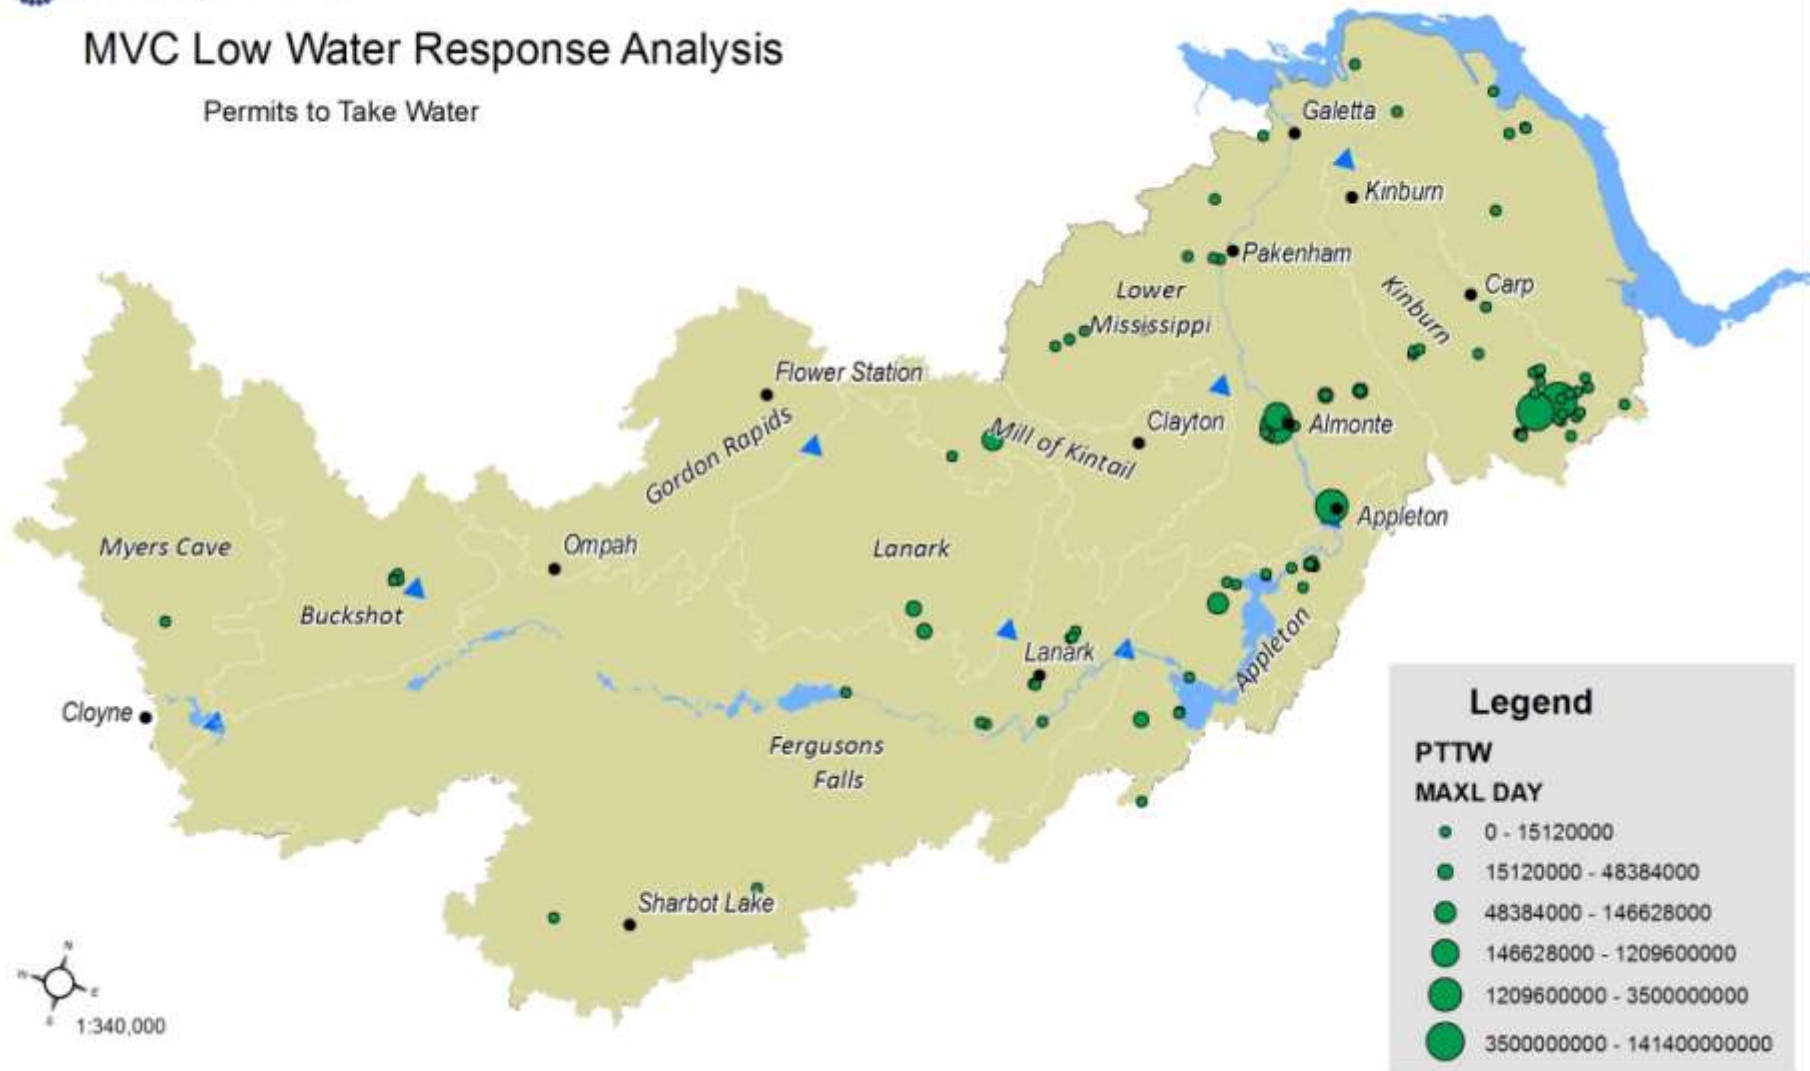 MVC Low Water Response Analysis
Permits to Take Water
Galetta
Kinburn
Pakenham
Lower
Mississippi
Kinburn
Carp
Flower Station
Gordon Rapids
Mill of Kintail
Clayton
Almonte
Appleton
Myers Cave
Ompah
Lanark
Buckshot
Lanark
Appleton
Cloyne
Fergusons
Falls
Sharbot Lake
N
W
E
S
1:340,000
Legend
PTTW
MAXL DAY
0 - 15120000
15120000 - 48384000
48384000 - 146628000
146628000 - 1209600000
1209600000 - 3500000000
3500000000 - 141400000000